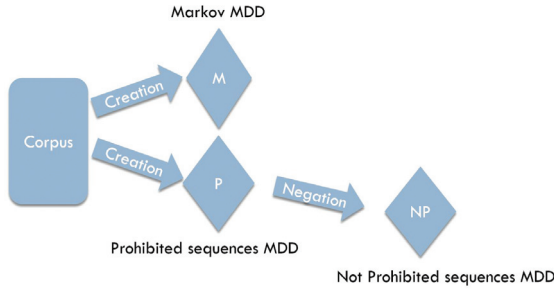 Markov MDD
M
Creation
Corpus
Creation
P
Negation
NP
Prohibited sequences MDD
Not Prohibited sequences MDD